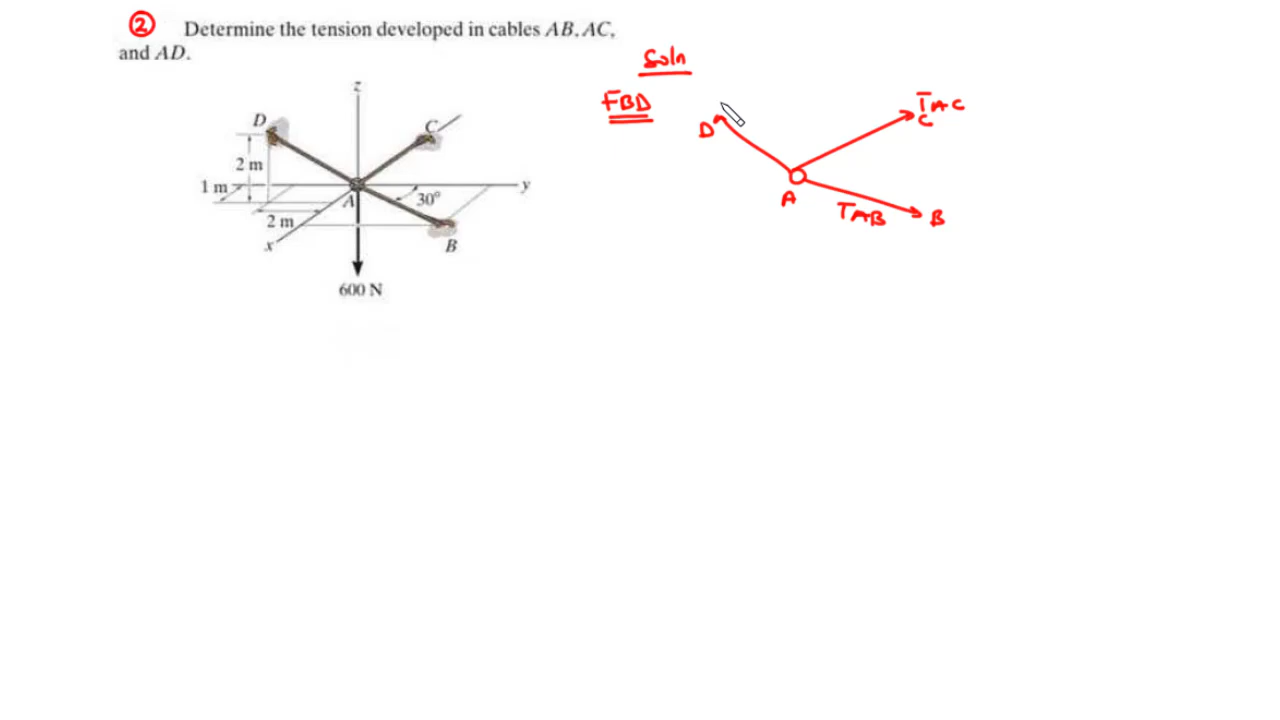 ② Determine the tension developed in cables AB, AC,
and AD.
Soln
FBD
TAC
C
D
A
TAB
B
z
D
C
2 m
1 m
A
30°
y
2 m
x
B
600 N